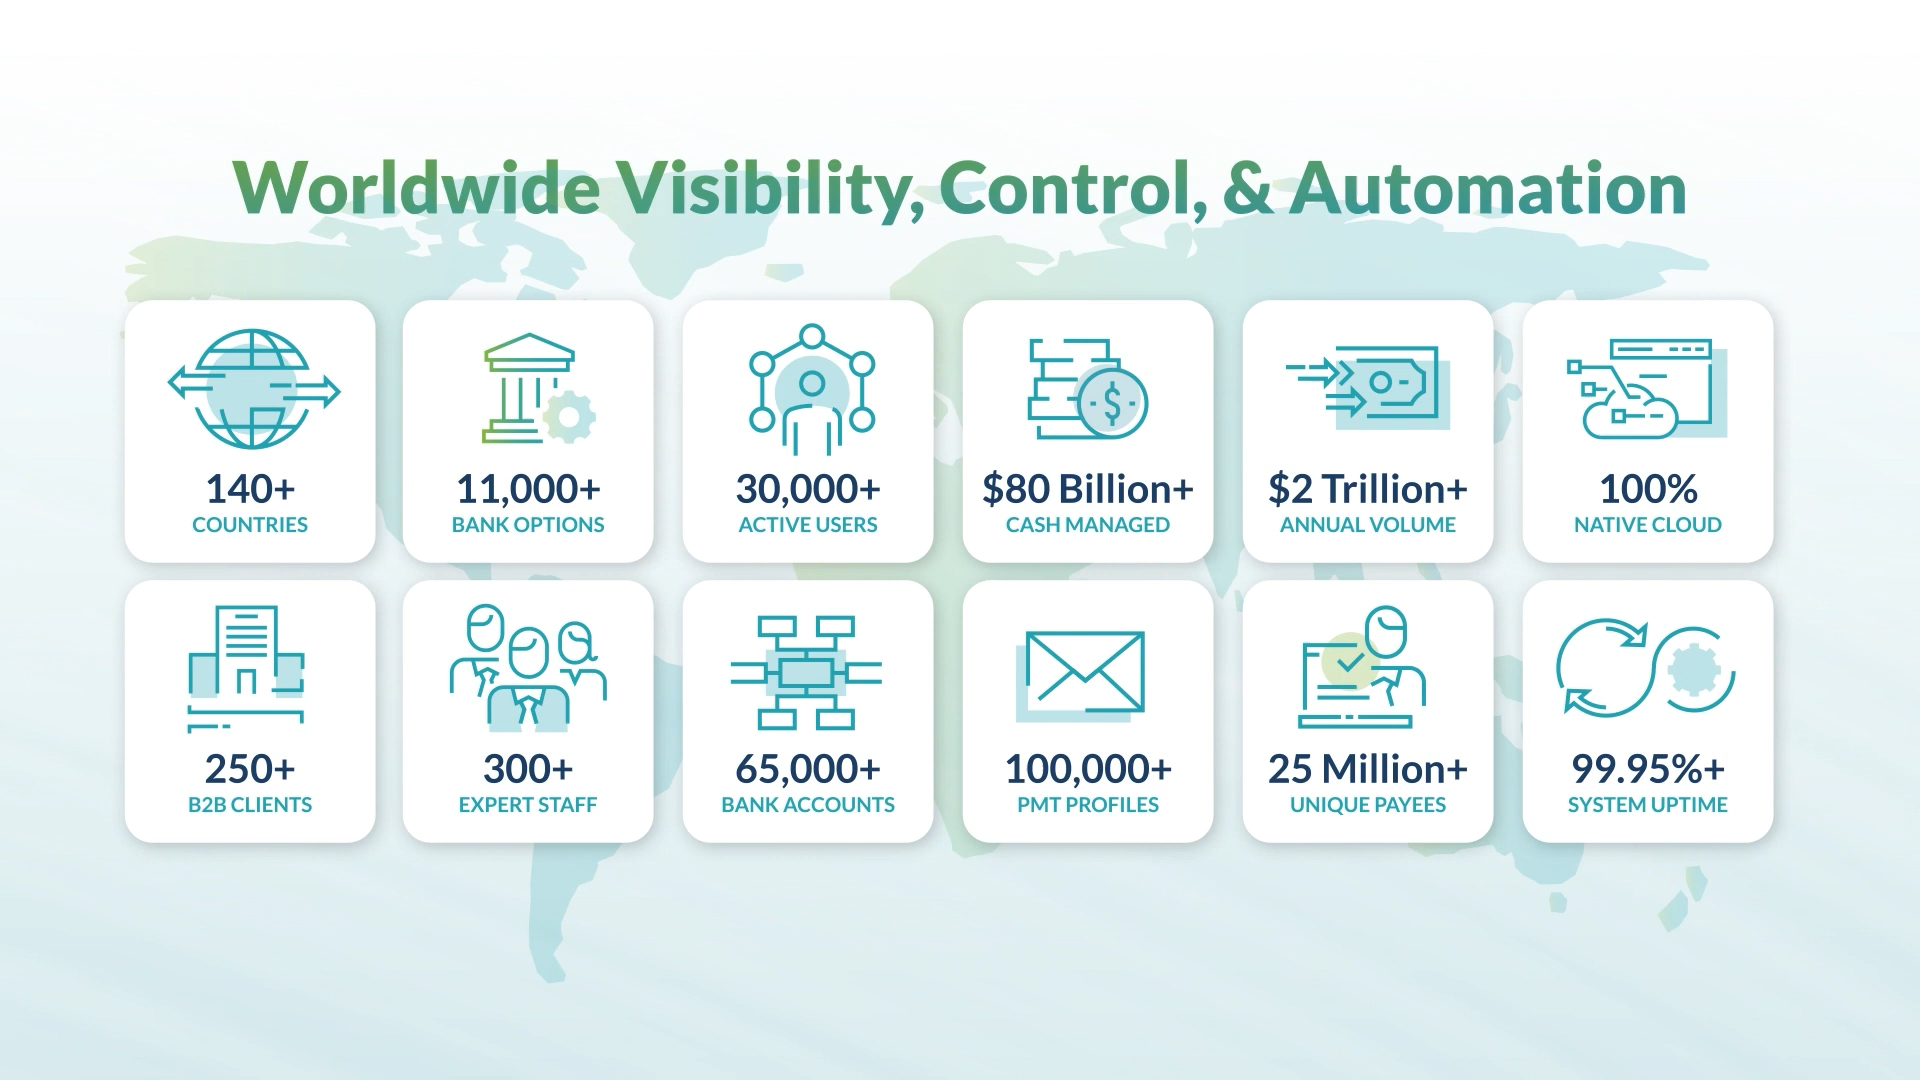 Worldwide Visibility, Control, & Automation
140+
COUNTRIES
11,000+
BANK OPTIONS
30,000+
ACTIVE USERS
$80 Billion+
CASH MANAGED
$2 Trillion+
ANNUAL VOLUME
100%
NATIVE CLOUD
250+
B2B CLIENTS
300+
EXPERT STAFF
65,000+
BANK ACCOUNTS
100,000+
PMT PROFILES
25 Million+
UNIQUE PAYEES
99.95%+
SYSTEM UPTIME